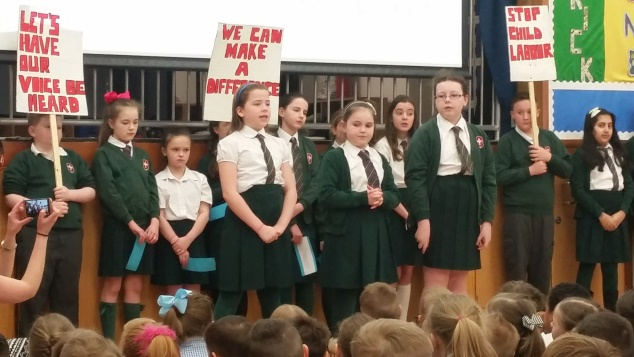 LET'S
HAVE
OUR
VOICE BE
HEARD
WE CAN
MAKE
A
DIFFERENCE
STOP
CHILD
LABOUR